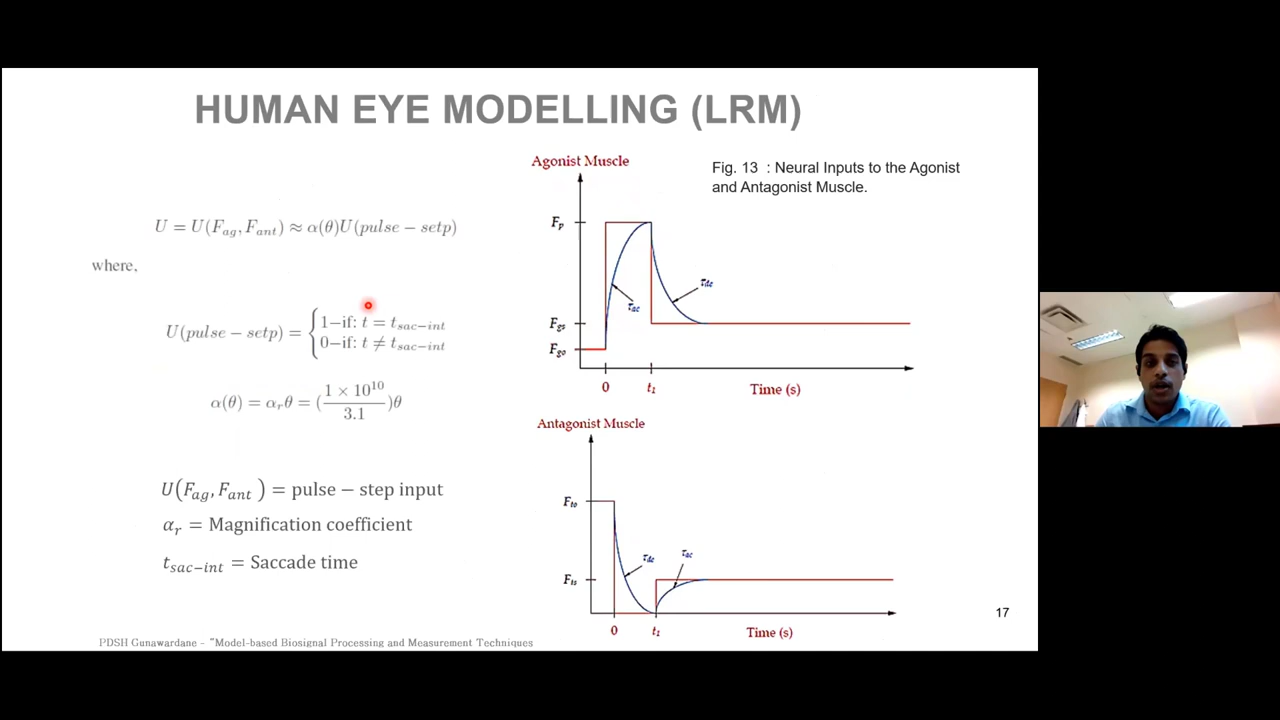 HUMAN EYE MODELLING (LRM)
U = U(F_ag, F_ant) ≈ α(θ)U(pulse − setp)
where,
U(pulse − setp) = { 1−if: t = t_sac−int
0−if: t ≠ t_sac−int
α(θ) = α_rθ = (1 × 10^10 / 3.1)θ
U(F_ag, F_ant) = pulse − step input
α_r = Magnification coefficient
t_sac−int = Saccade time
PDSH Gunawardane - "Model-based Biosignal Processing and Measurement Techniques
Agonist Muscle
Fig. 13 : Neural Inputs to the Agonist
and Antagonist Muscle.
F_p
τ_ac
τ_de
F_gs
F_go
0
t_1
Time (s)
Antagonist Muscle
F_to
τ_de
τ_ac
F_ts
0
t_1
Time (s)
17